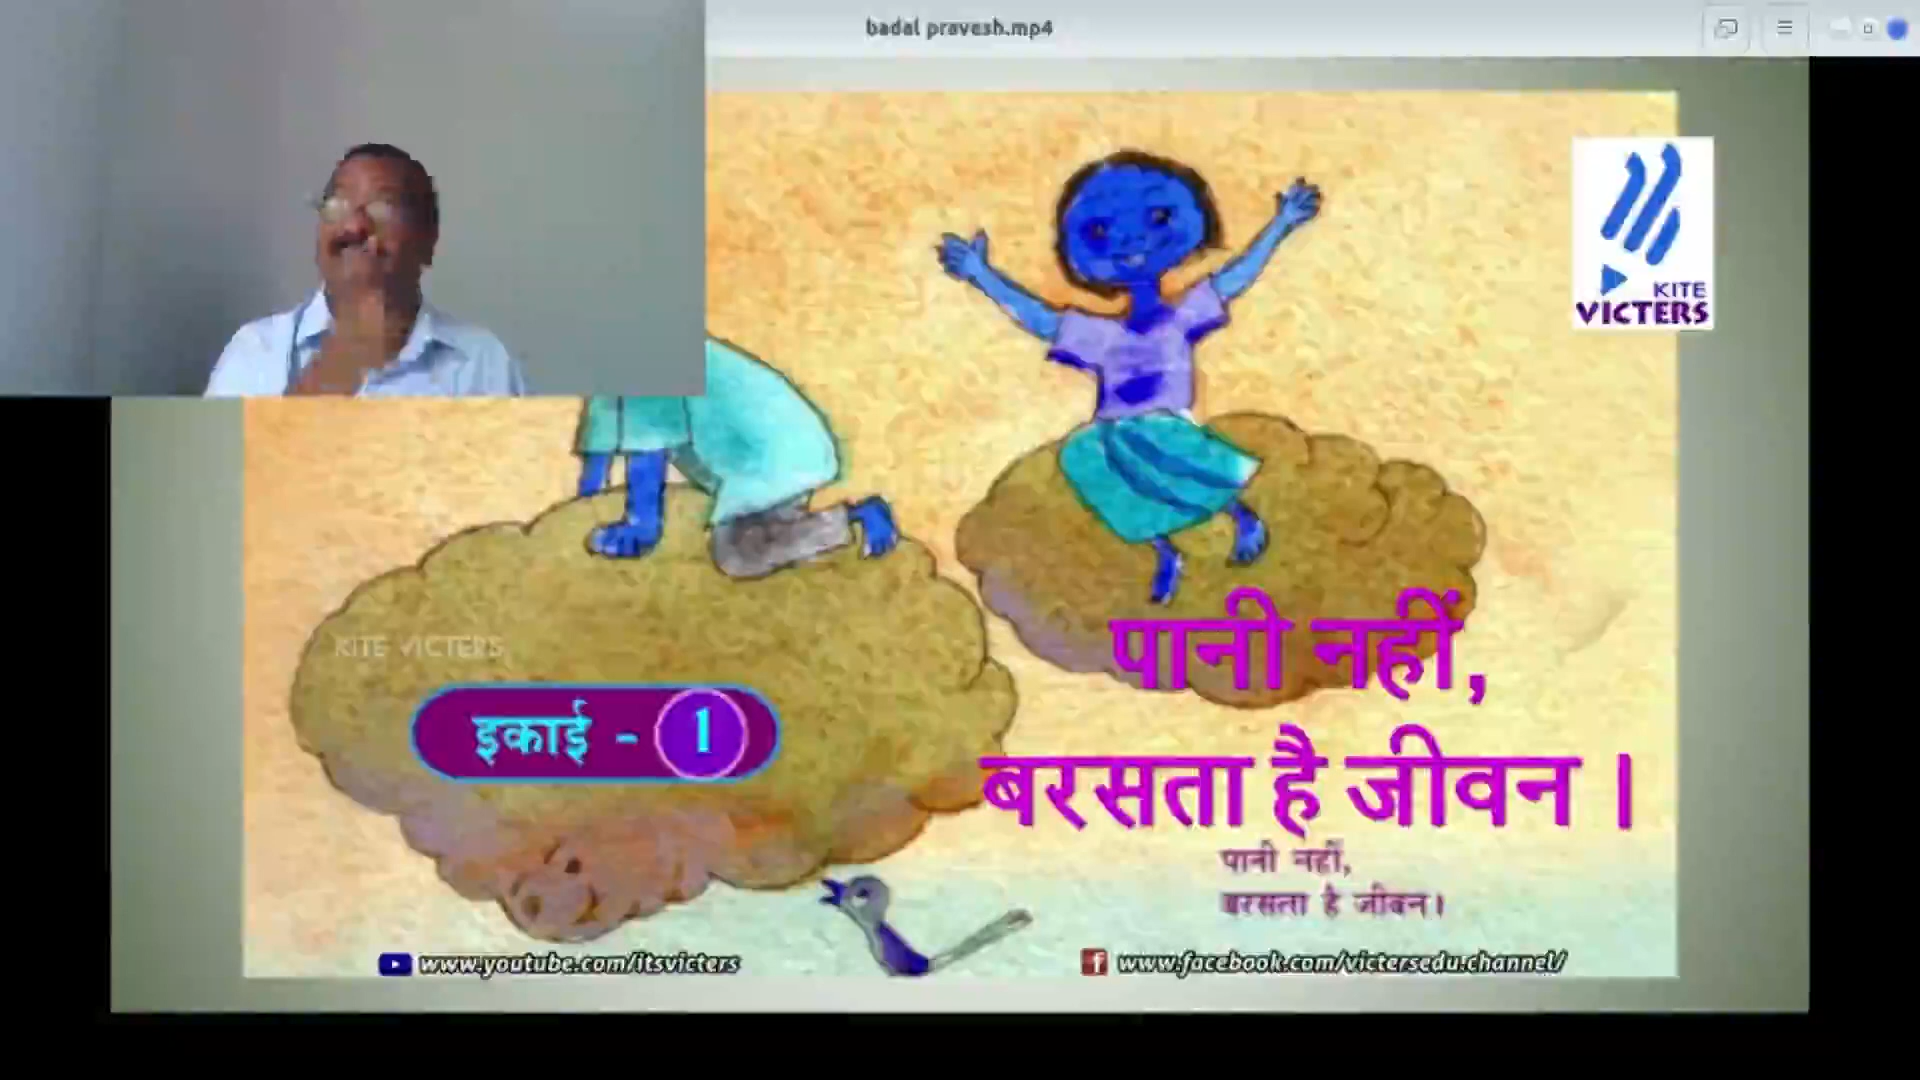 badal pravesh.mp4
KITE
VICTERS
KITE VICTERS
इकाई - 1
पानी नहीं,
बरसता है जीवन ।
पानी नहीं,
बरसता है जीवन।
www.youtube.com/itsvicters
www.facebook.com/victersedu.channel/